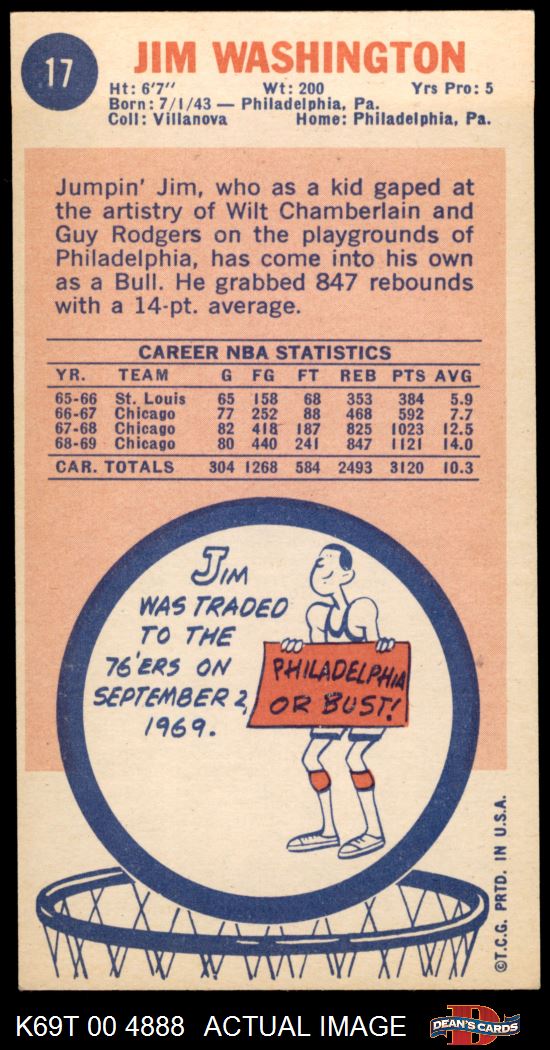 17
JIM WASHINGTON
Ht: 6'7" Wt: 200 Yrs Pro: 5
Born: 7/1/43 — Philadelphia, Pa.
Coll: Villanova Home: Philadelphia, Pa.
Jumpin' Jim, who as a kid gaped at
the artistry of Wilt Chamberlain and
Guy Rodgers on the playgrounds of
Philadelphia, has come into his own
as a Bull. He grabbed 847 rebounds
with a 14-pt. average.
CAREER NBA STATISTICS
YR. TEAM G FG FT REB PTS AVG
65-66 St. Louis 65 158 68 353 384 5.9
66-67 Chicago 77 252 88 468 592 7.7
67-68 Chicago 82 418 187 825 1023 12.5
68-69 Chicago 80 440 241 847 1121 14.0
CAR. TOTALS 304 1268 584 2493 3120 10.3
JIM
WAS TRADED
TO THE
76'ERS ON
SEPTEMBER 2,
1969.
PHILADELPHIA
OR BUST!
©T.C.G. PRTD. IN U.S.A.
K69T 00 4888 ACTUAL IMAGE
D
DEAN'S CARDS